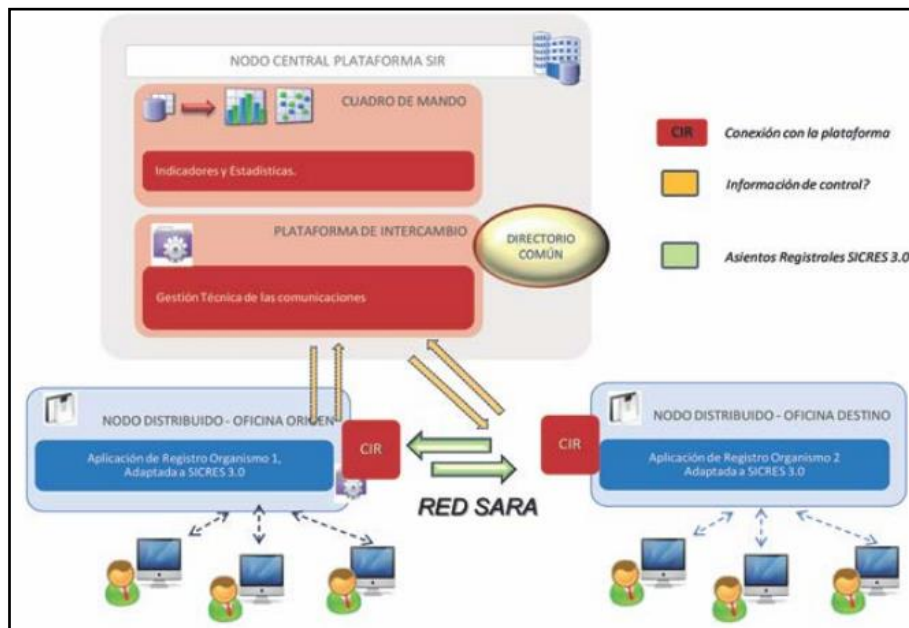 NODO CENTRAL PLATAFORMA SIR
CUADRO DE MANDO
Indicadores y Estadísticas.
PLATAFORMA DE INTERCAMBIO
Gestión Técnica de las comunicaciones
DIRECTORIO
COMÚN
CIR
Conexión con la plataforma
Información de control?
Asientos Registrales SICRES 3.0
NODO DISTRIBUIDO - OFICINA ORIGEN
Aplicación de Registro Organismo 1,
Adaptada a SICRES 3.0
CIR
RED SARA
CIR
NODO DISTRIBUIDO - OFICINA DESTINO
Aplicación de Registro Organismo 2
Adaptada a SICRES 3.0